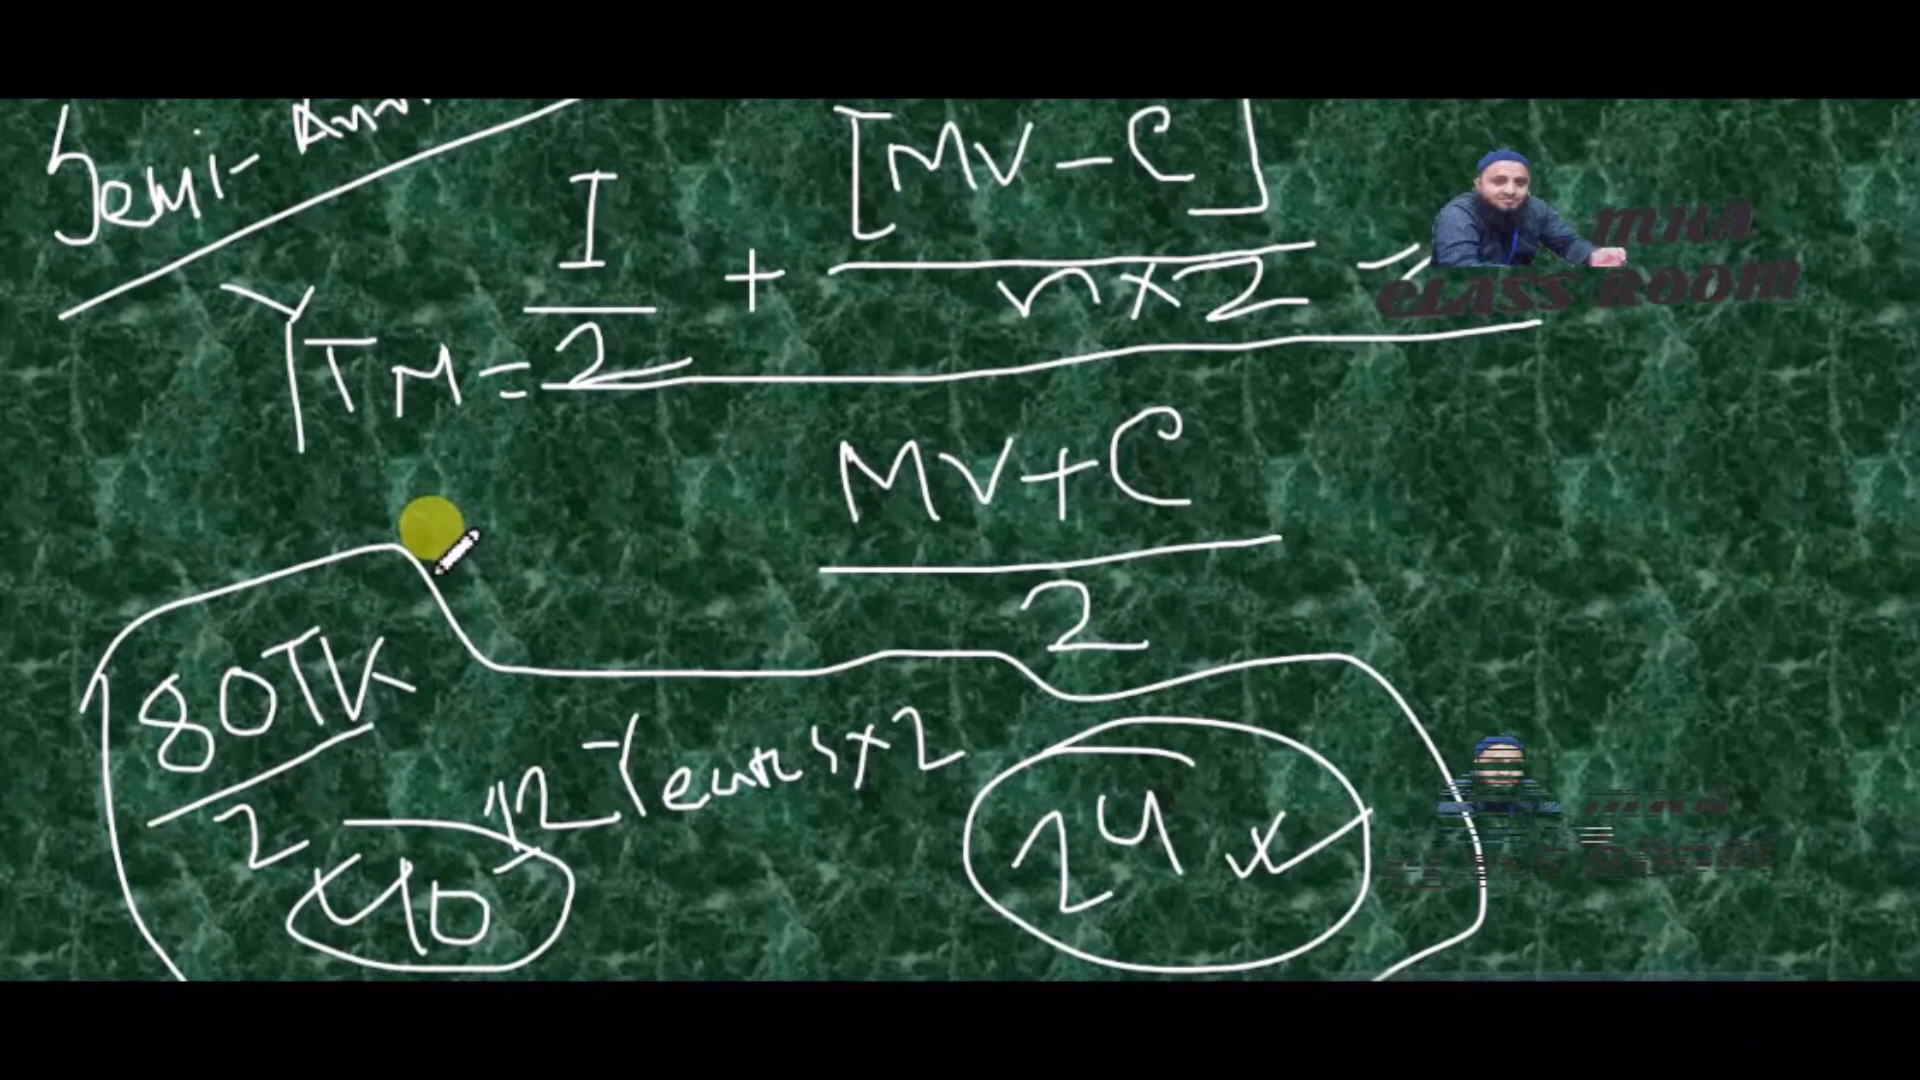 Semi-Ann
YTM = I/2 + [MV-C]/n×2 =
MV+C
2
80TK/2 40, 12 Years×2 24
MHA
CLASS ROOM